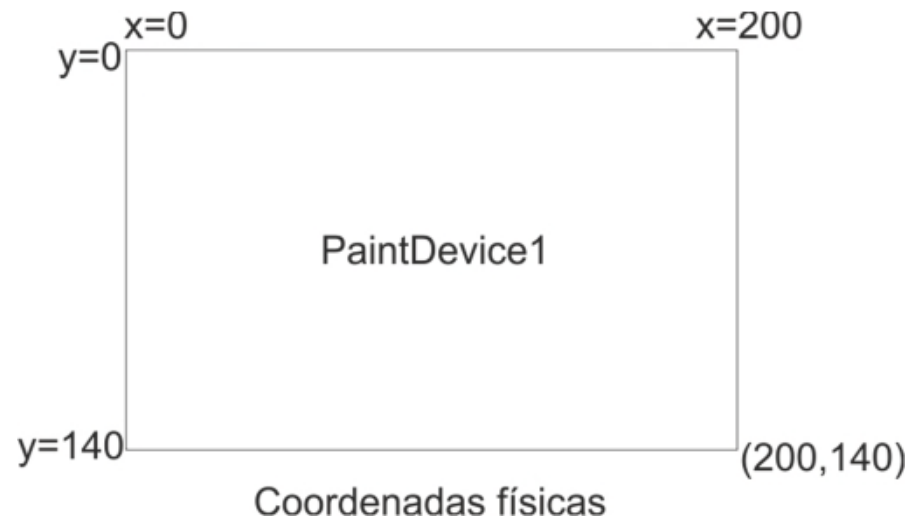 x=0 x=200
y=0
PaintDevice1
y=140 (200,140)
Coordenadas físicas